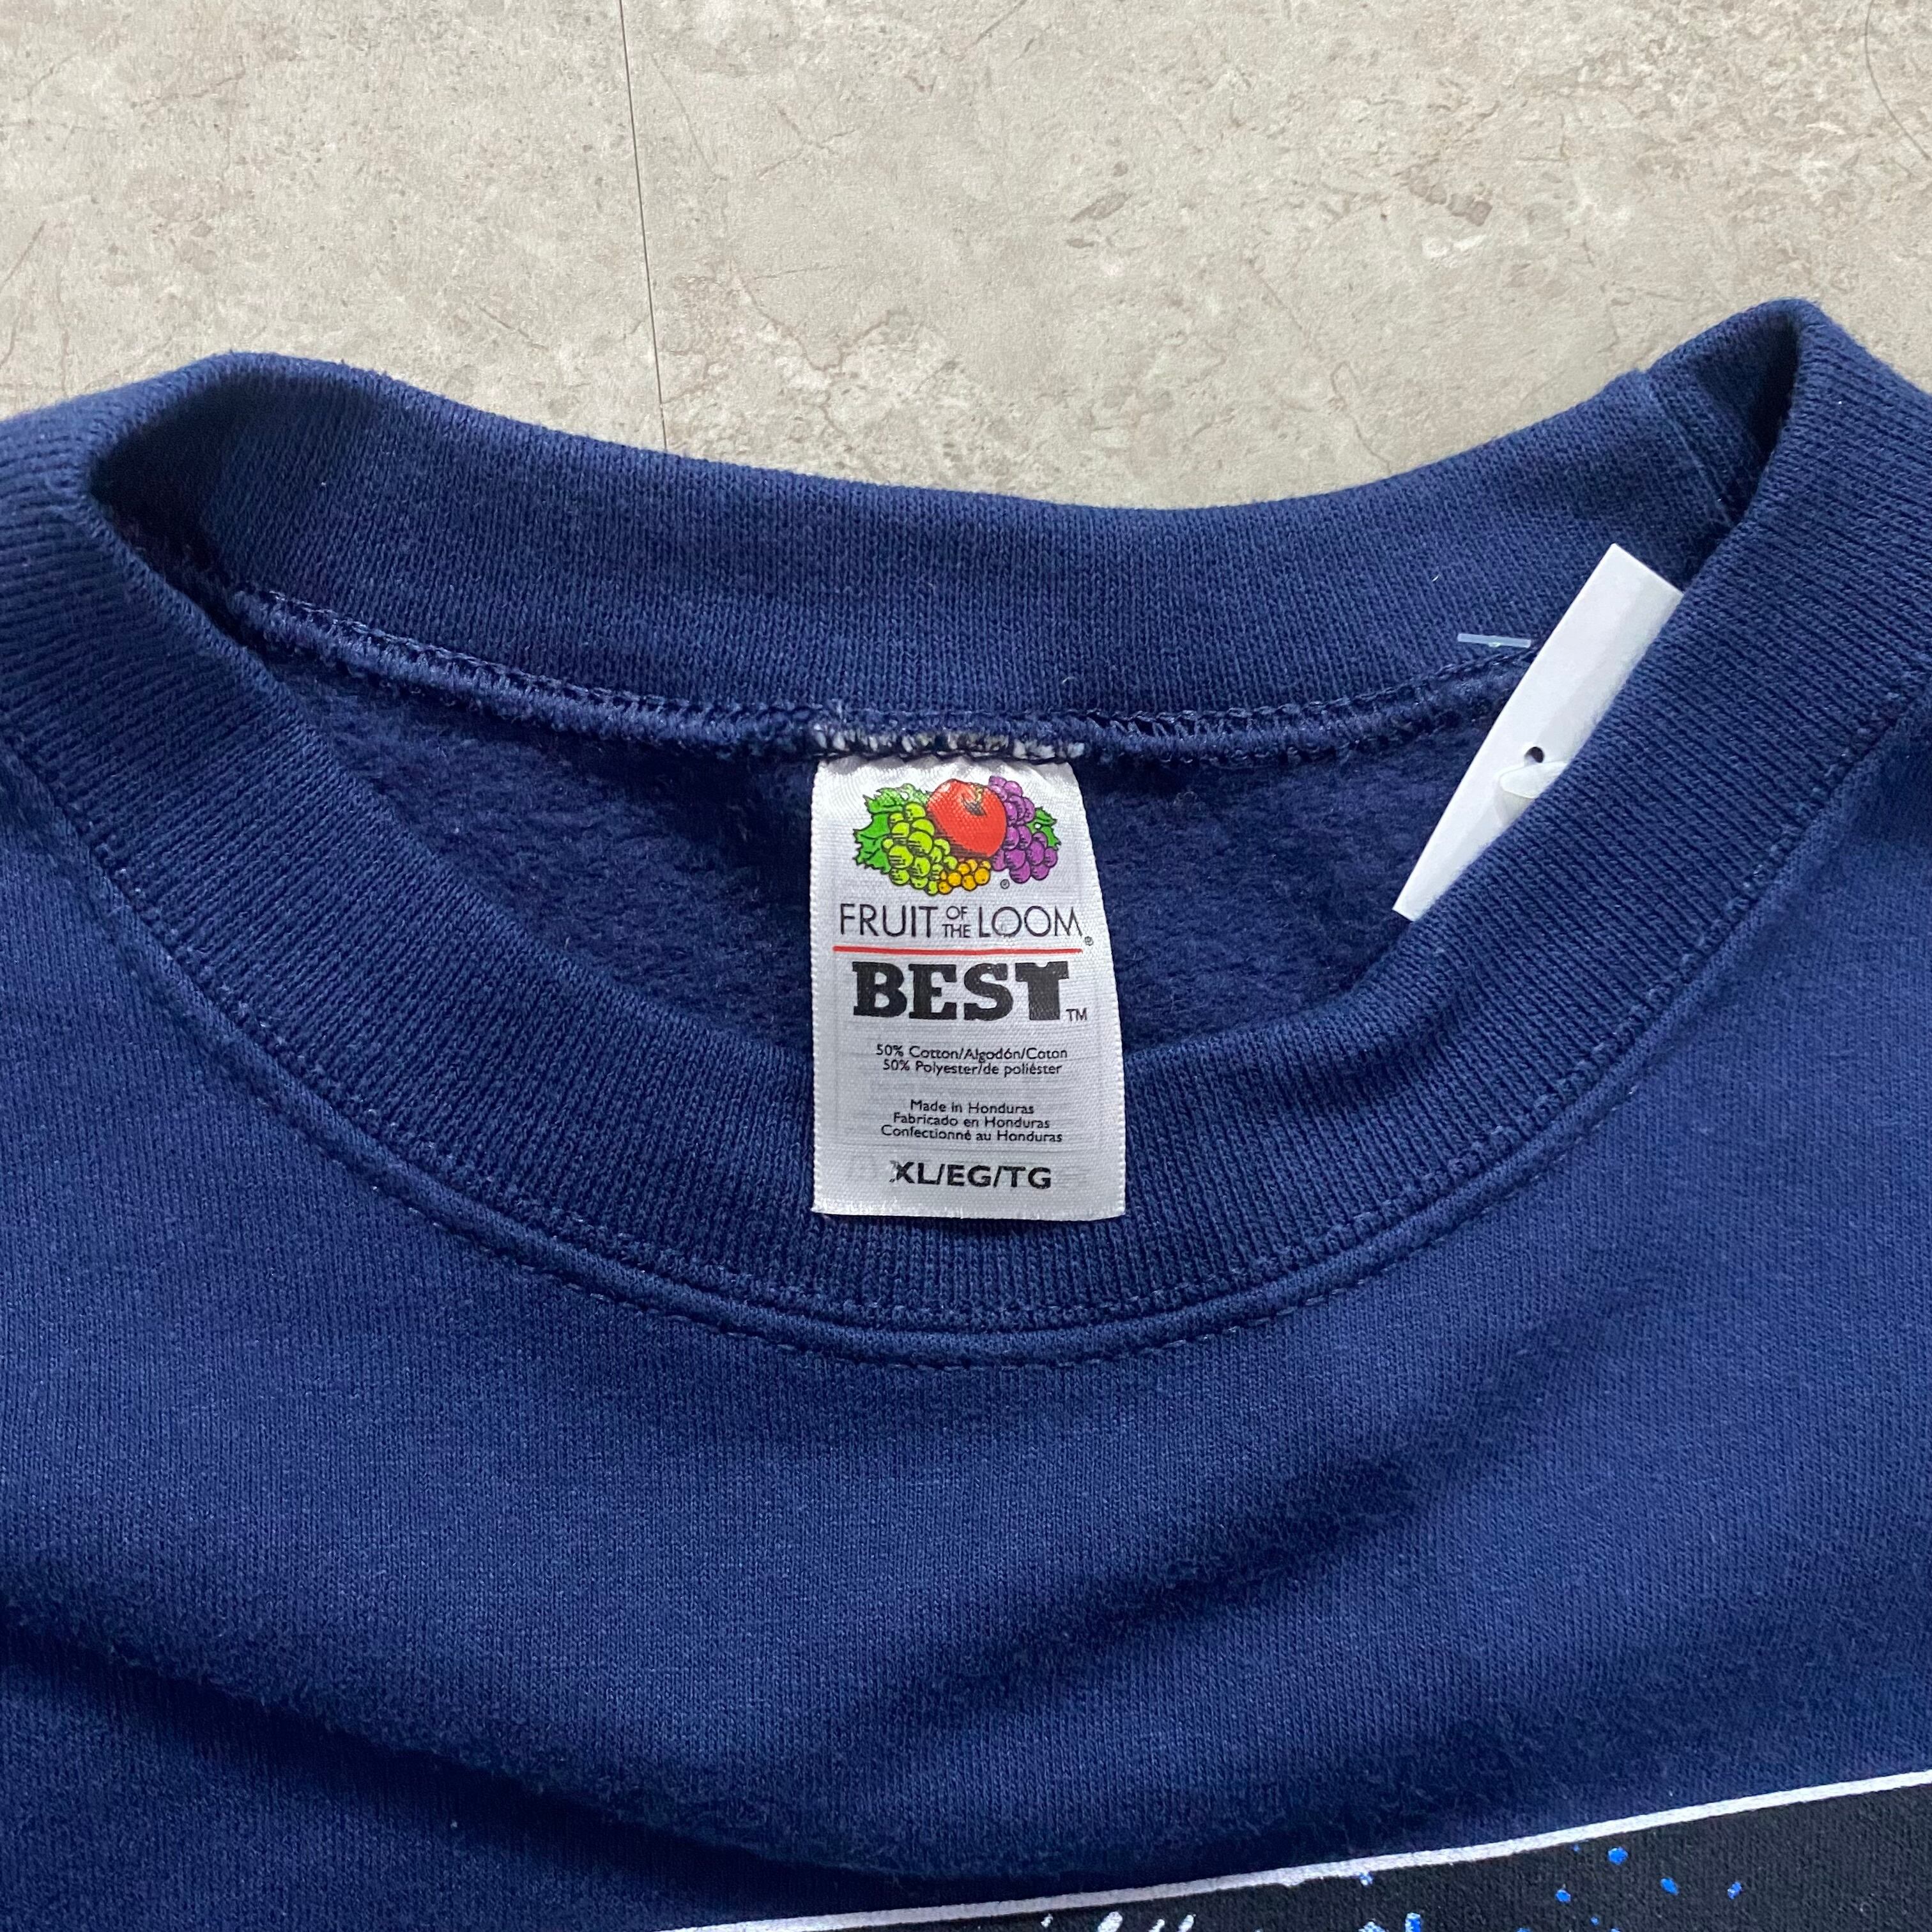 FRUIT OF THE LOOM®
BEST™
50% Cotton/Algodón/Coton
50% Polyester/de poliéster
Made in Honduras
Fabricado en Honduras
Confectionné au Honduras
XL/EG/TG